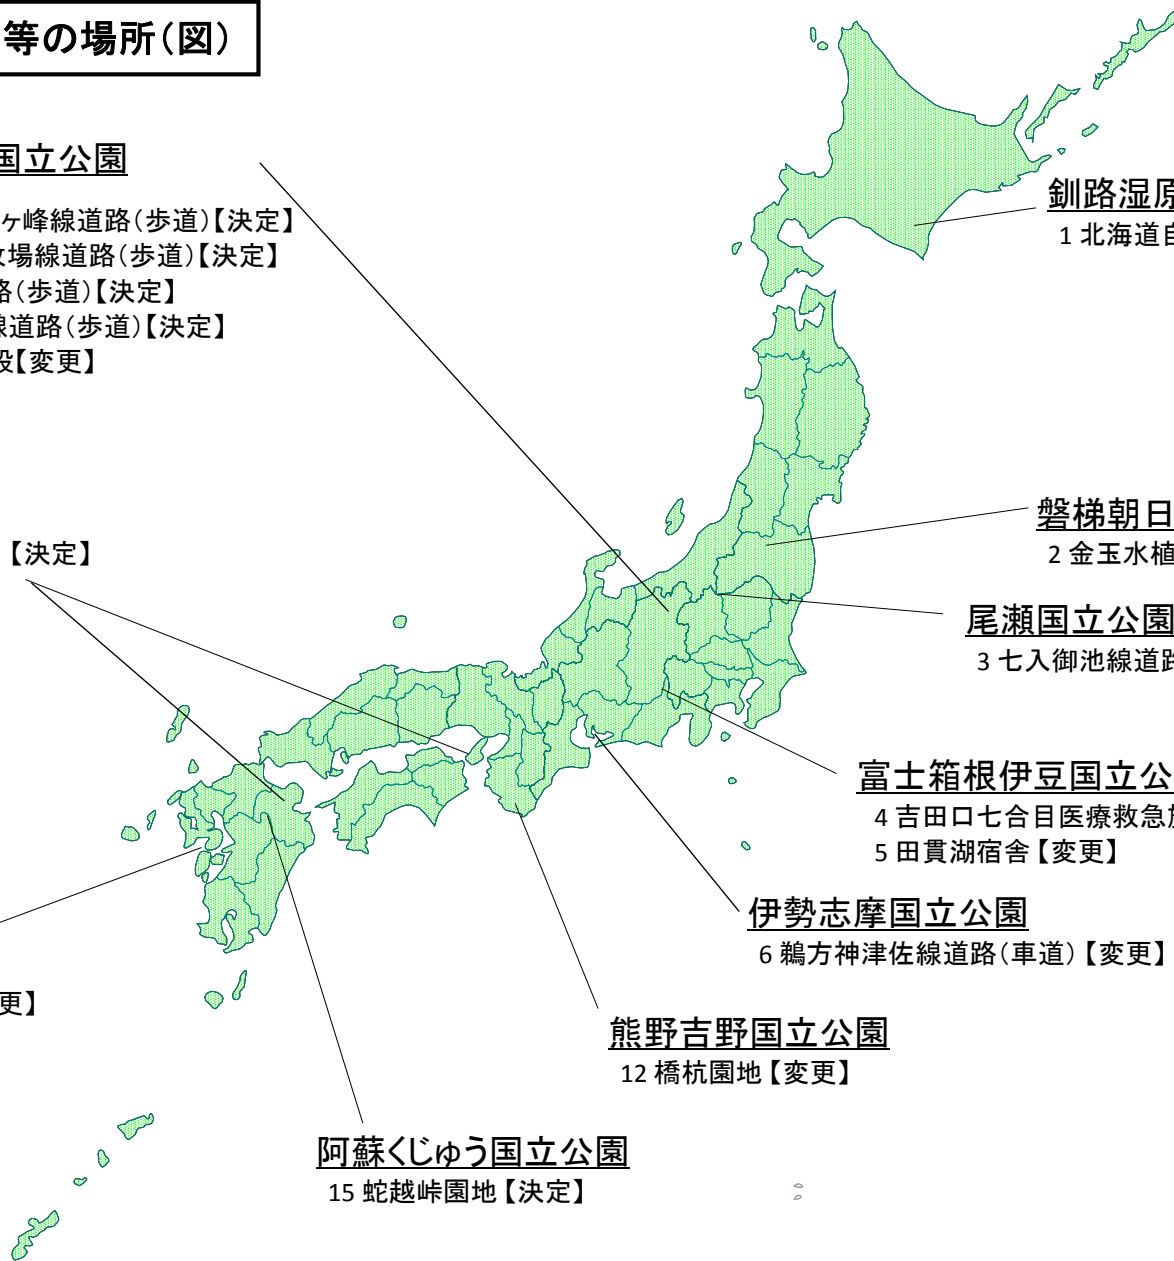 等の場所(図)
国立公園
ヶ峰線道路(歩道)【決定】
牧場線道路(歩道)【決定】
路(歩道)【決定】
線道路(歩道)【決定】
設【変更】
釧路湿原
1 北海道自
【決定】
磐梯朝日
2 金玉水植
尾瀬国立公園
3 七入御池線道路
富士箱根伊豆国立公
4 吉田口七合目医療救急施
5 田貫湖宿舎【変更】
伊勢志摩国立公園
6 鵜方神津佐線道路(車道)【変更】
更】
熊野吉野国立公園
12 橋杭園地【変更】
阿蘇くじゅう国立公園
15 蛇越峠園地【決定】